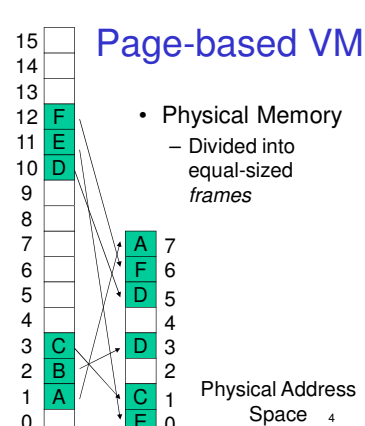 Page-based VM
• Physical Memory
– Divided into
equal-sized
frames
15
14
13
12 F
11 E
10 D
9
8
7
6
5
4
3 C
2 B
1 A
0
A 7
F 6
D 5
4
D 3
2
C 1
E 0
Physical Address
Space 4